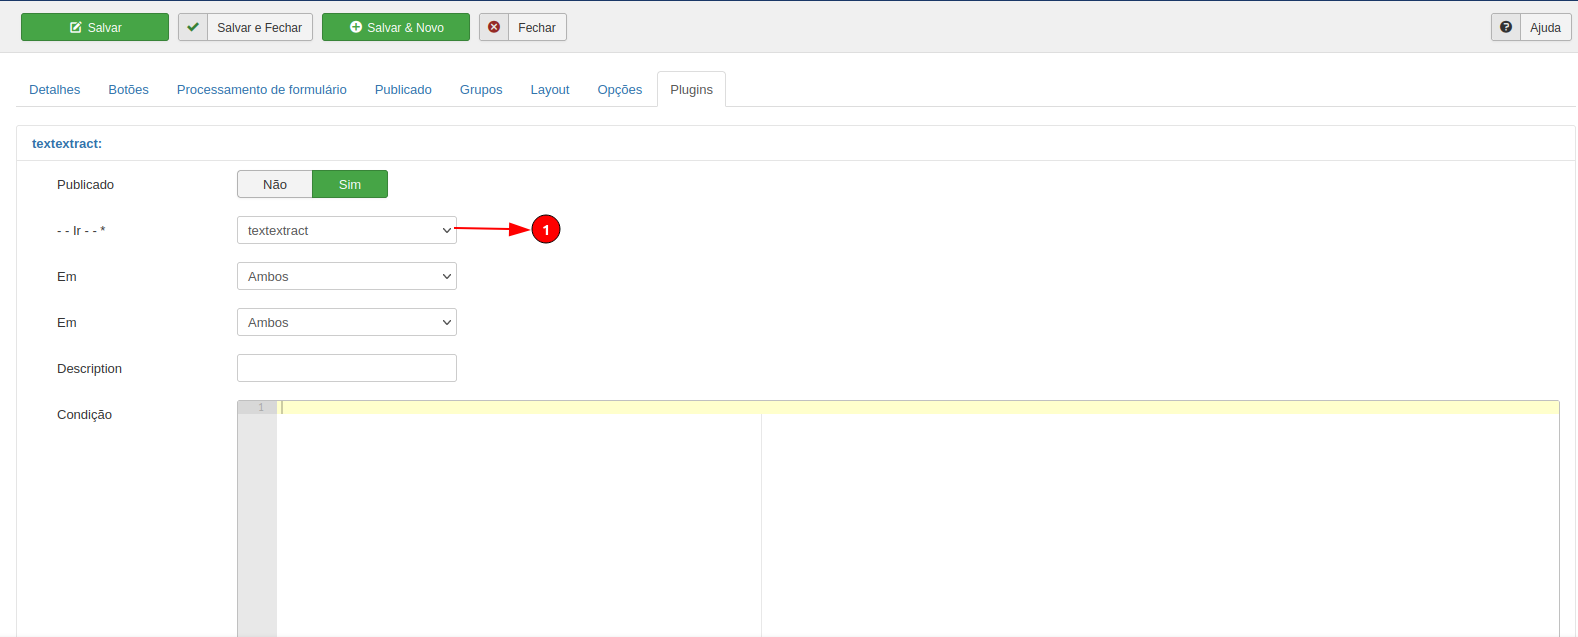 Salvar
Salvar e Fechar
Salvar & Novo
Fechar
Ajuda
Detalhes
Botões
Processamento de formulário
Publicado
Grupos
Layout
Opções
Plugins
textextract:
Publicado
Não
Sim
- - Ir - - *
textextract
1
Em
Ambos
Em
Ambos
Description
Condição
1